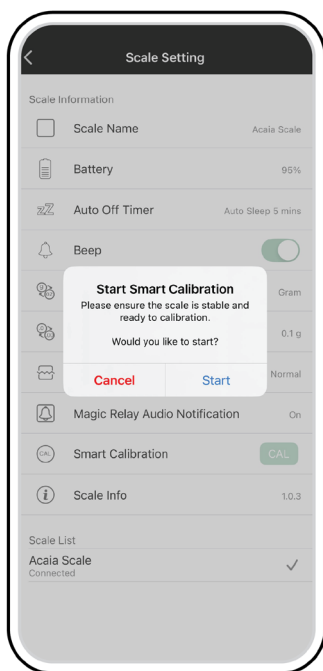 Scale Setting
Scale Information
Scale Name Acaia Scale
Battery 95%
zZ Auto Off Timer Auto Sleep 5 mins
Beep
Start Smart Calibration
Please ensure the scale is stable and
ready to calibration.
Would you like to start?
Cancel Start
Gram
0.1 g
Normal
Magic Relay Audio Notification On
CAL Smart Calibration CAL
i Scale Info 1.0.3
Scale List
Acaia Scale
Connected